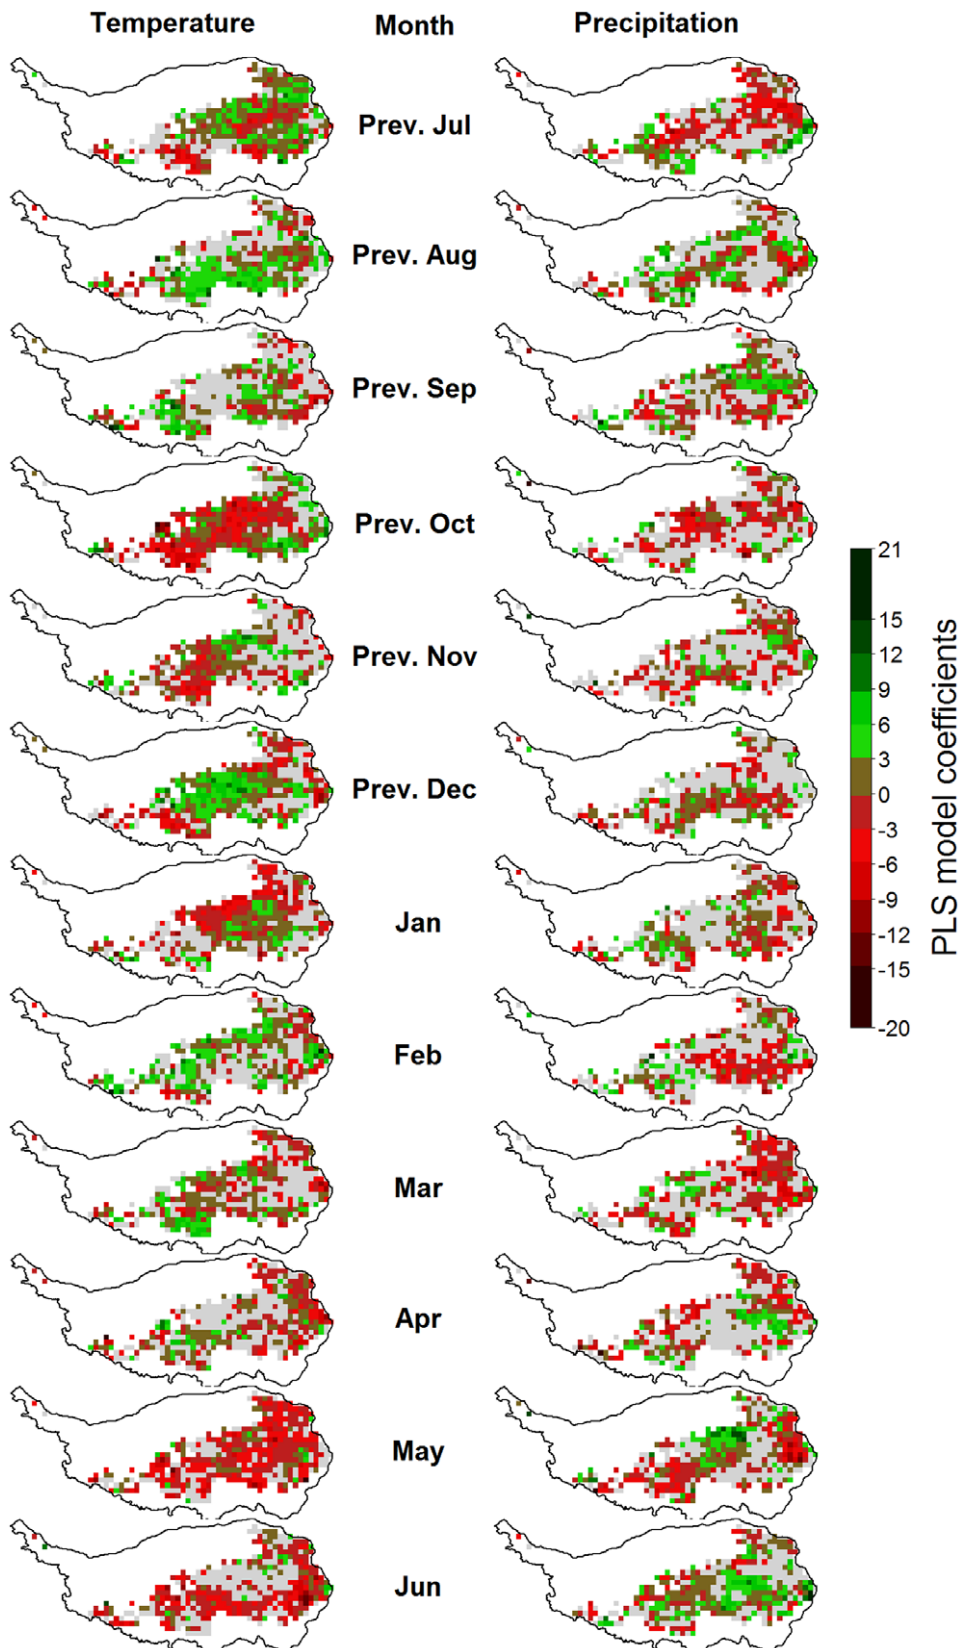 Temperature Month Precipitation
Prev. Jul
Prev. Aug
Prev. Sep
Prev. Oct
Prev. Nov
Prev. Dec
Jan
Feb
Mar
Apr
May
Jun
21
15
12
9
6
3
0
-3
-6
-9
-12
-15
-20
PLS model coefficients